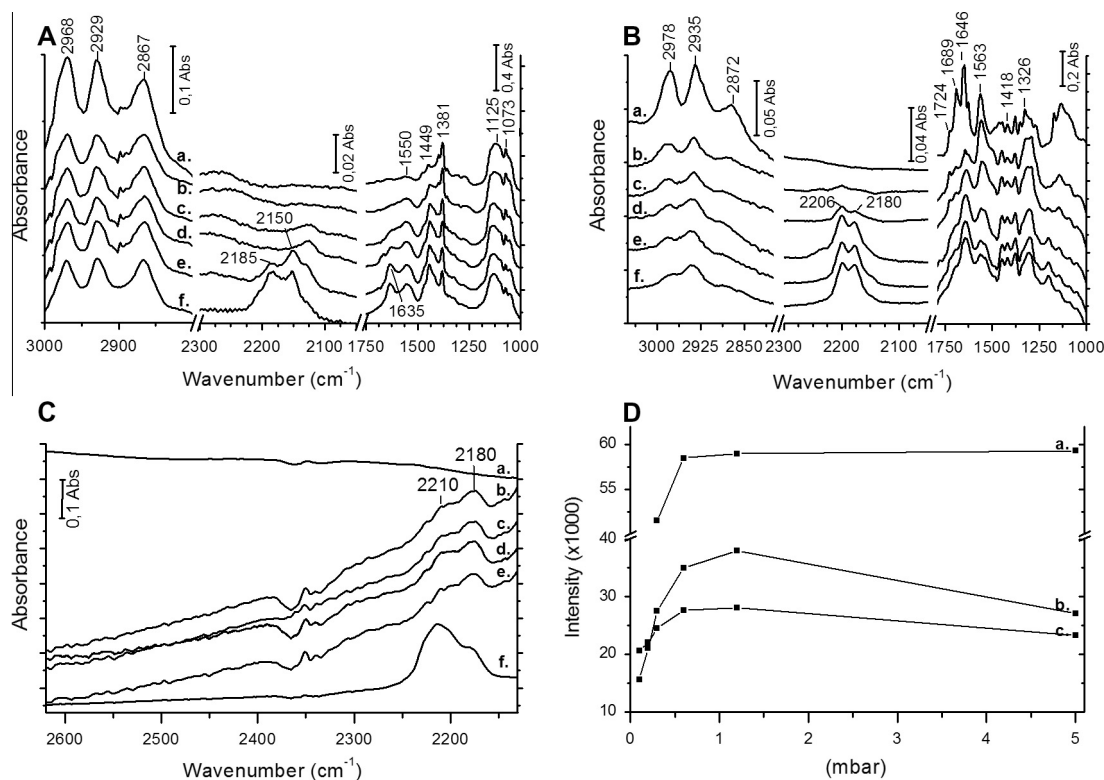 A
2968
2929
2867
0,1 Abs
0,4 Abs
0,02 Abs
1550
1449
1381
1125
1073
a.
b.
c.
d.
e.
f.
2150
2185
1635
Absorbance
3000 2900 2300 2200 2100 1750 1500 1250 1000
Wavenumber (cm⁻¹)
B
2978
2935
2872
0,05 Abs
0,04 Abs
0,2 Abs
1724
1689
1646
1563
1418
1326
a.
b.
c.
d.
e.
f.
2206
2180
Absorbance
3000 2925 2850 2300 2200 1750 1500 1250 1000
Wavenumber (cm⁻¹)
C
0,1 Abs
2210
2180
a.
b.
c.
d.
e.
f.
Absorbance
2600 2500 2400 2300 2200
Wavenumber (cm⁻¹)
D
60
55
40
30
20
10
Intensity (x1000)
a.
b.
c.
0 1 2 3 4 5
(mbar)